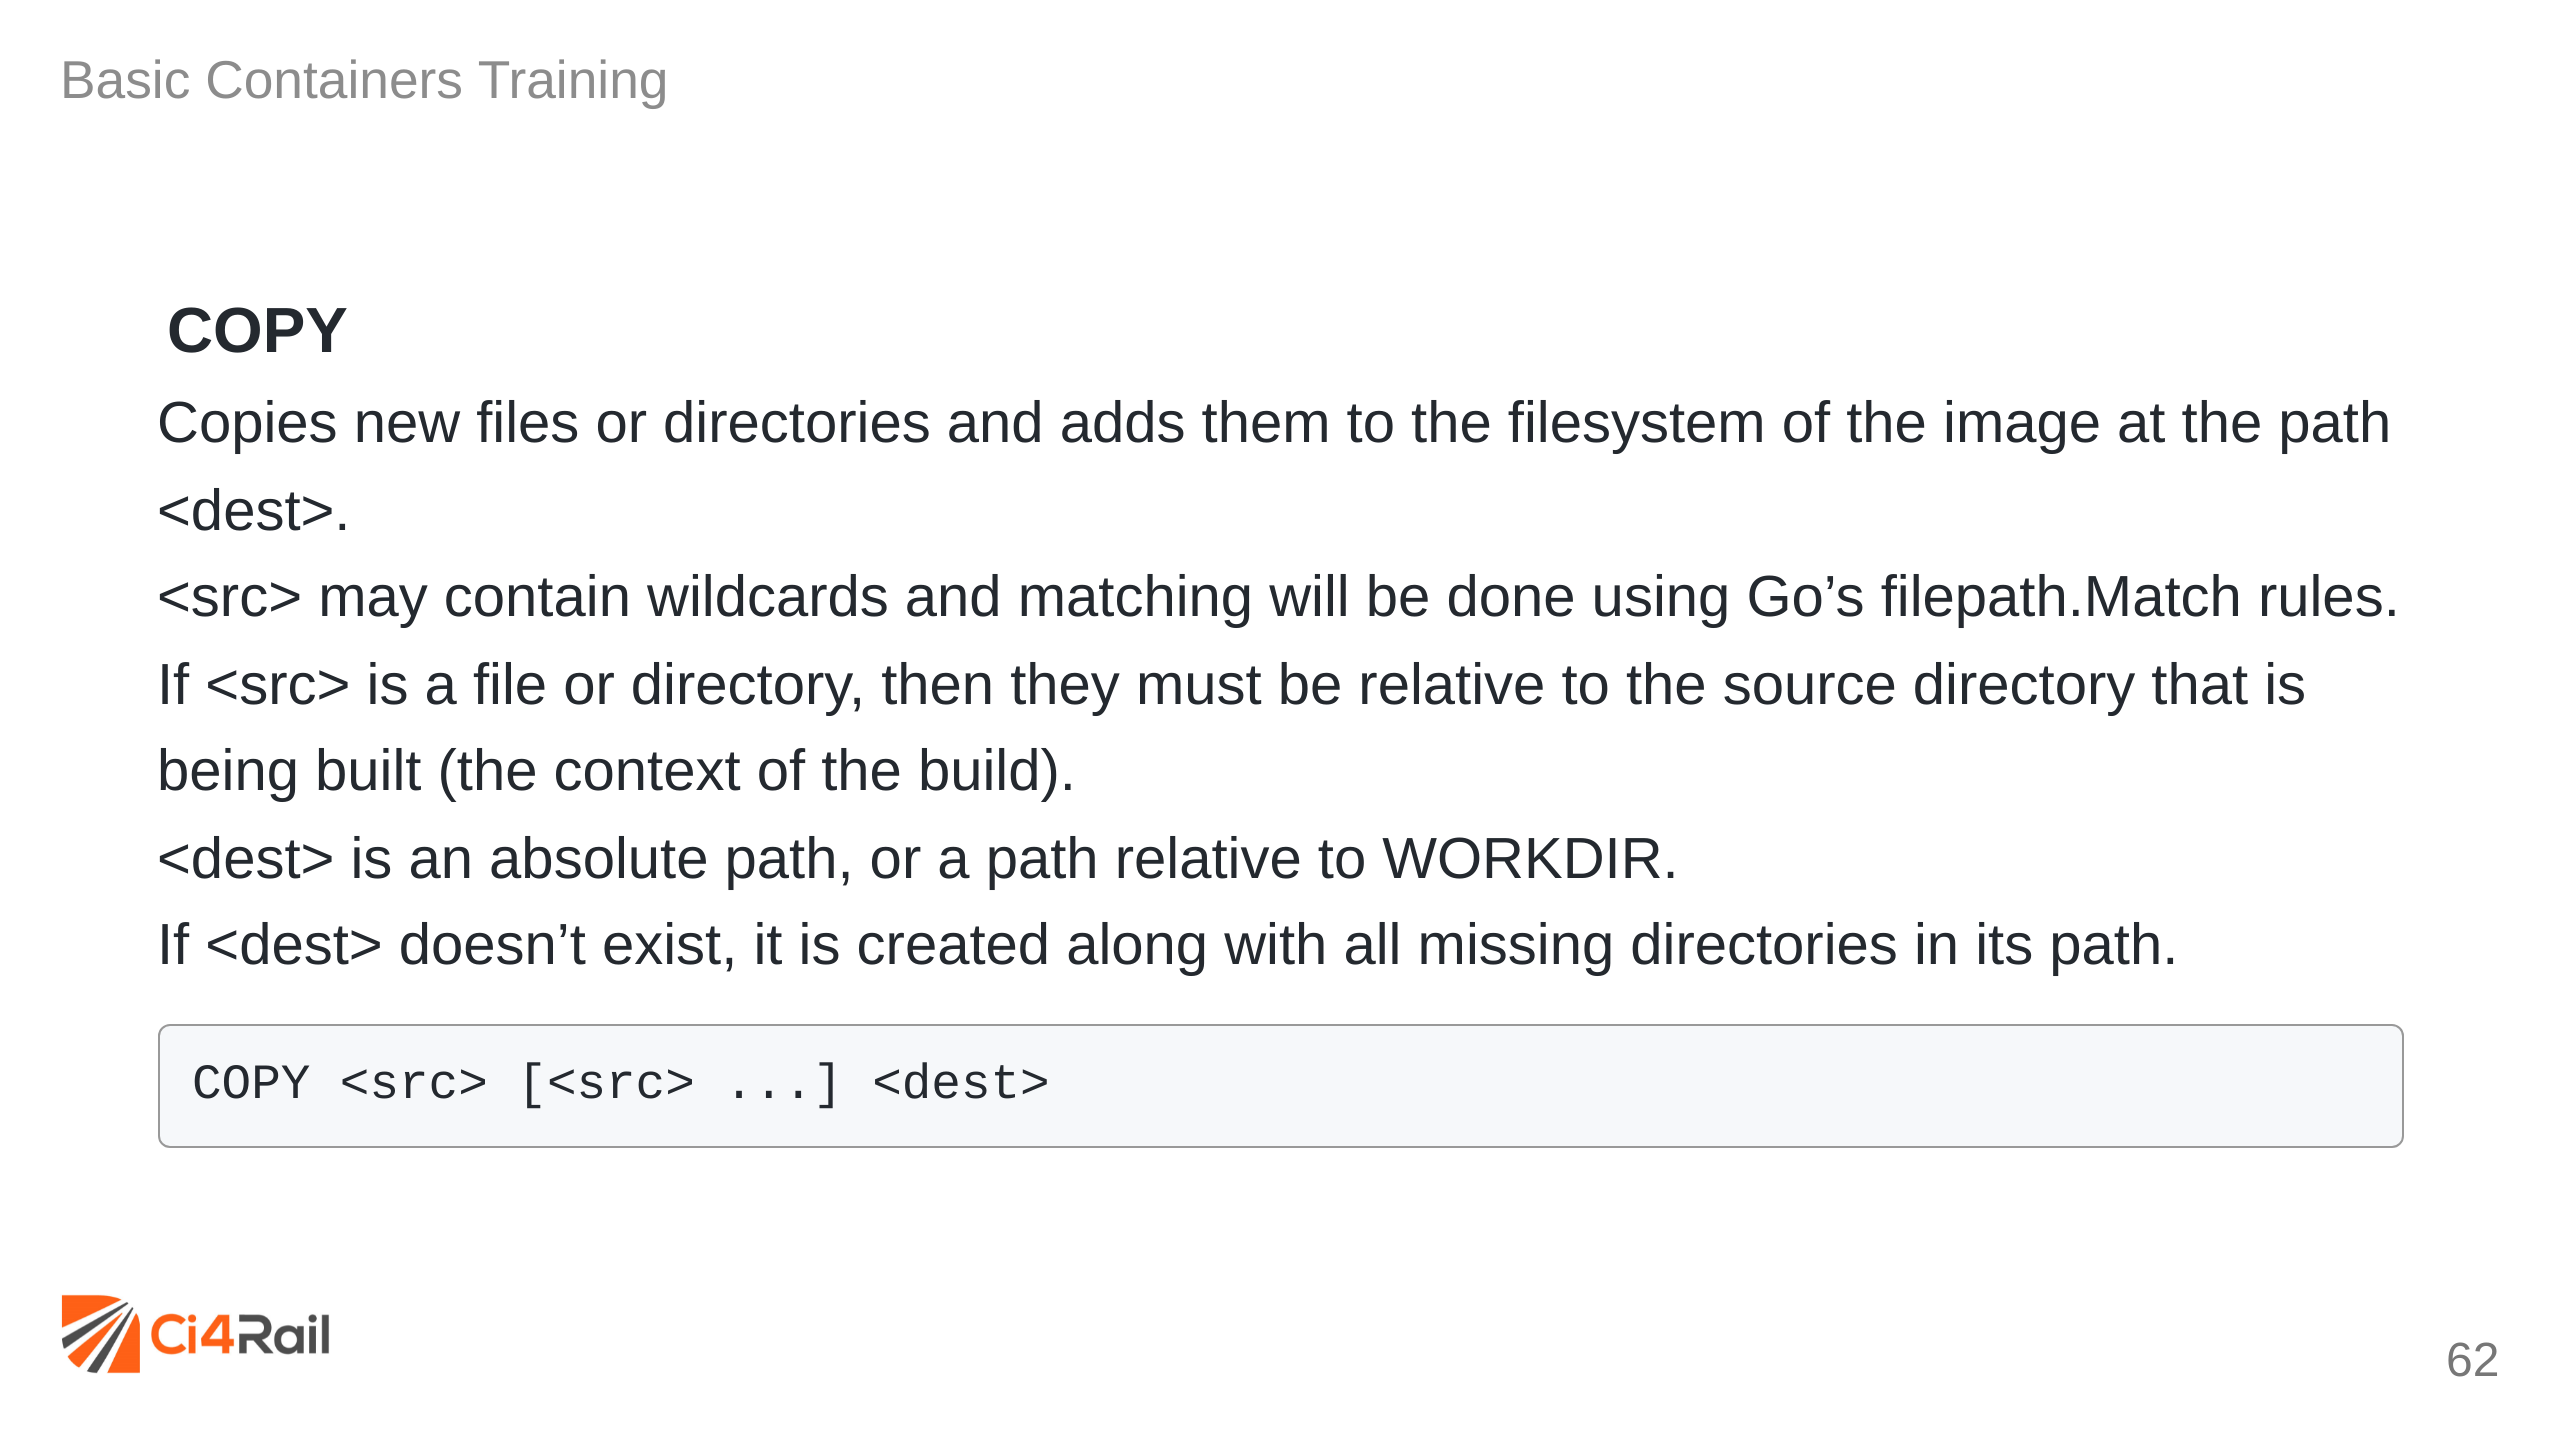 Basic Containers Training
COPY
Copies new files or directories and adds them to the filesystem of the image at the path
<dest>.
<src> may contain wildcards and matching will be done using Go’s filepath.Match rules.
If <src> is a file or directory, then they must be relative to the source directory that is
being built (the context of the build).
<dest> is an absolute path, or a path relative to WORKDIR.
If <dest> doesn’t exist, it is created along with all missing directories in its path.
COPY <src> [<src> ...] <dest>
Ci4Rail
62